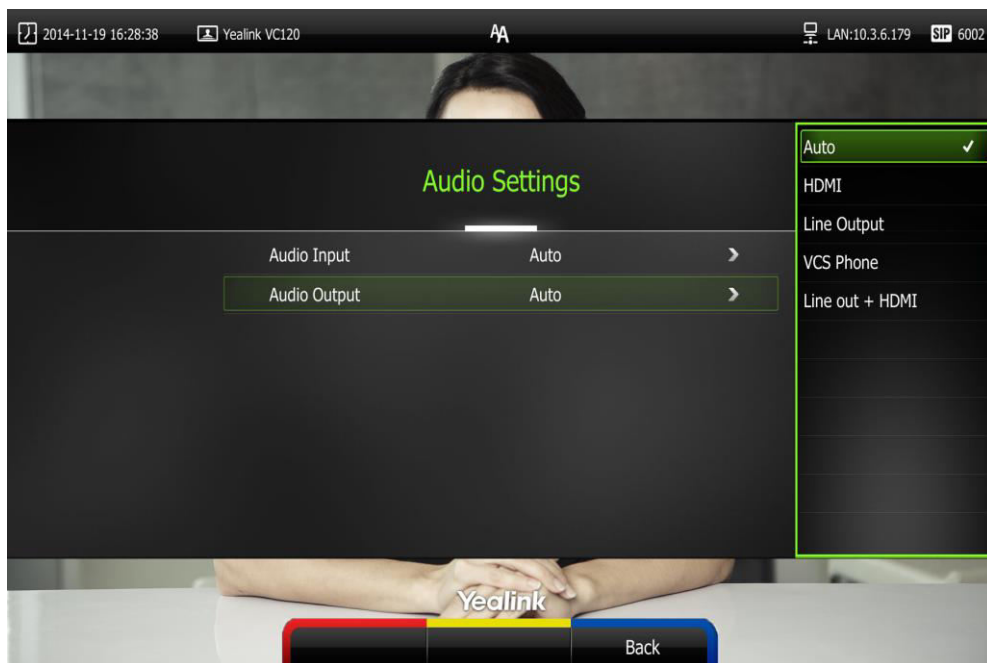 2014-11-19 16:28:38 Yealink VC120 AA LAN:10.3.6.179 SIP 6002
Audio Settings
Audio Input Auto
Audio Output Auto
Auto
HDMI
Line Output
VCS Phone
Line out + HDMI
Yealink
Back